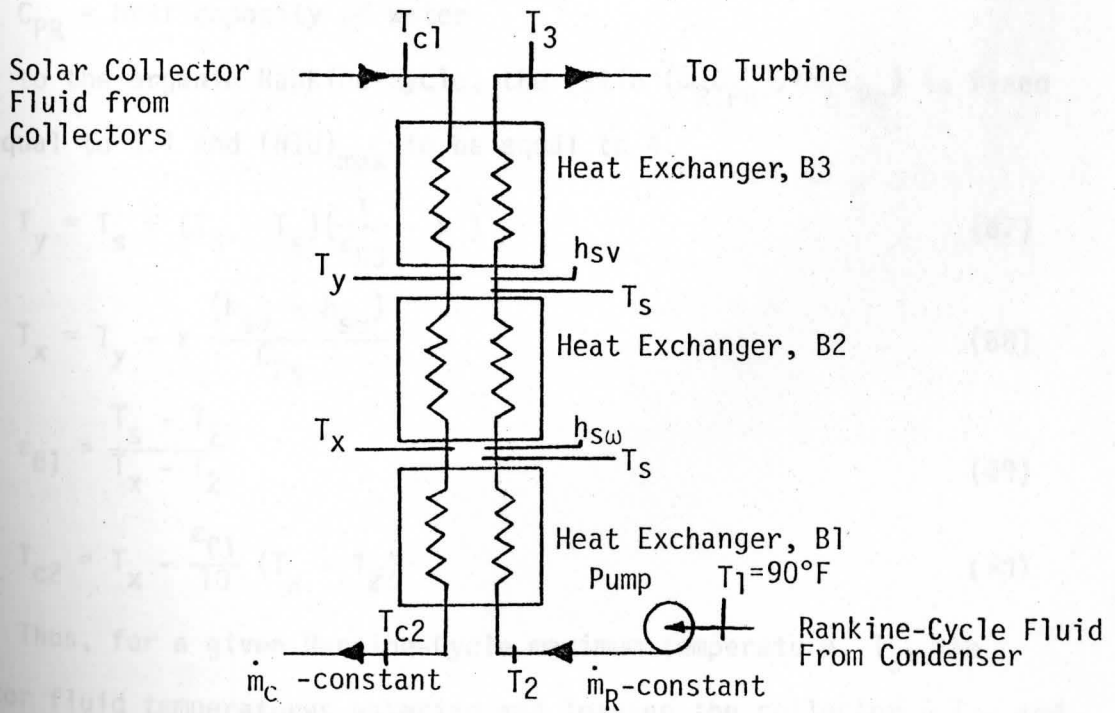 T_c1
T_3
Solar Collector
Fluid from
Collectors
To Turbine
Heat Exchanger, B3
T_y
h_sv
T_s
Heat Exchanger, B2
T_x
h_sω
T_s
Heat Exchanger, B1
Pump
T_1=90°F
T_c2
Rankine-Cycle Fluid
From Condenser
ṁ_C -constant
T_2
ṁ_R-constant